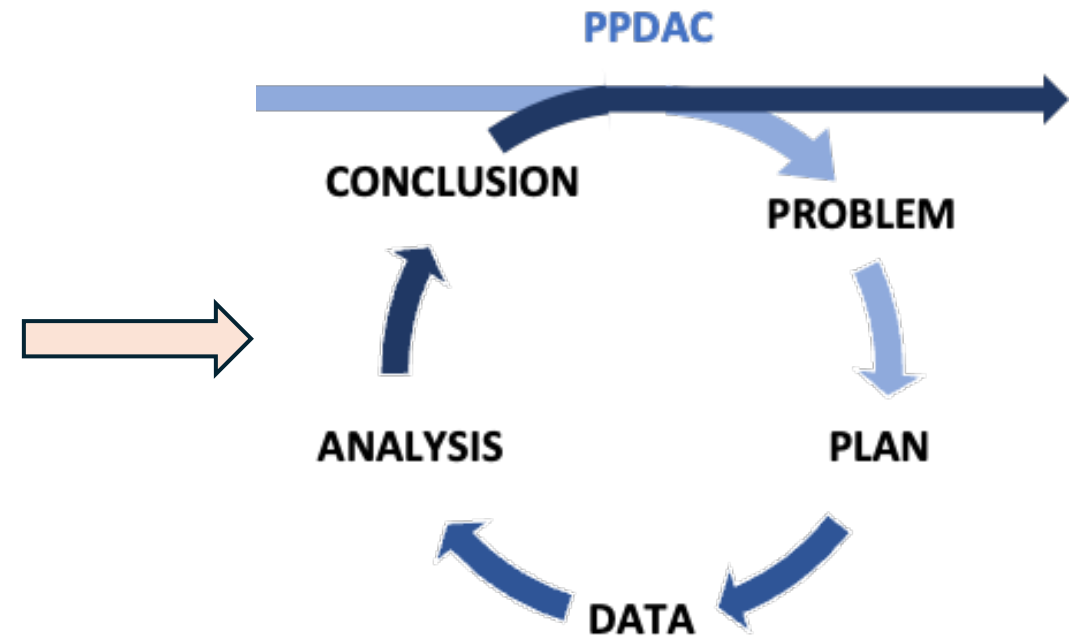 PPDAC
CONCLUSION
PROBLEM
ANALYSIS
PLAN
DATA